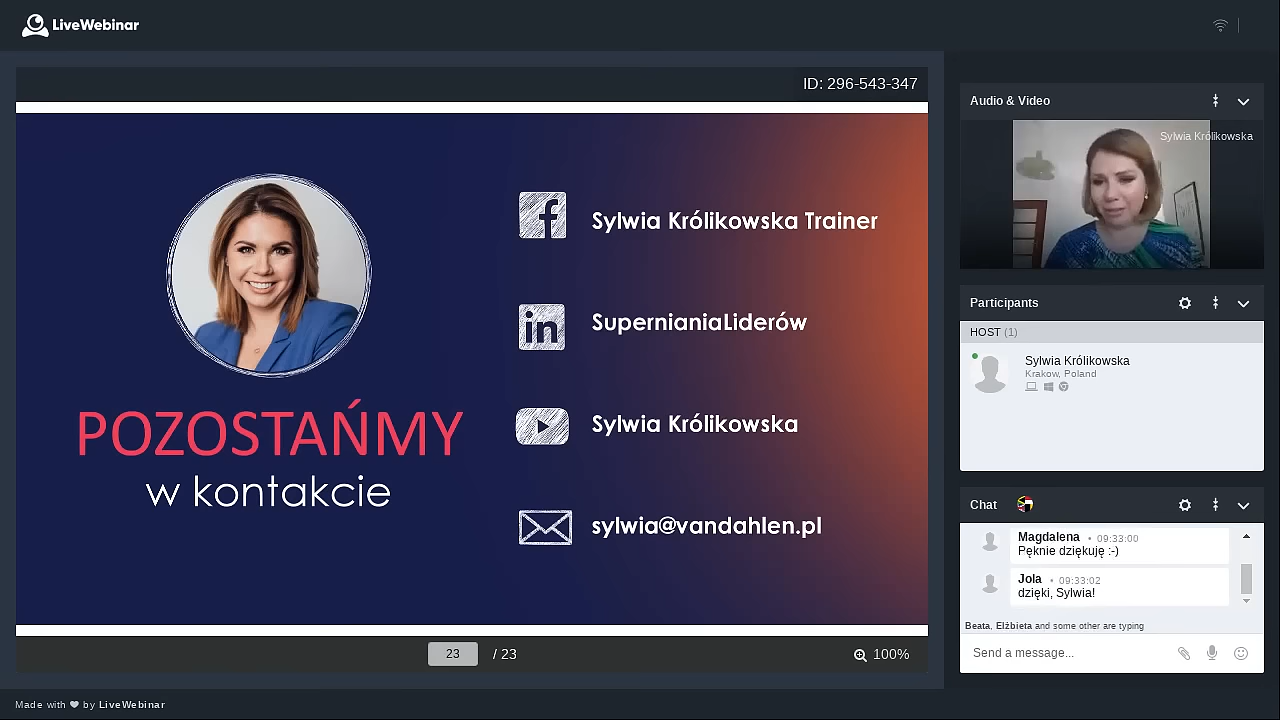 LiveWebinar
ID: 296-543-347
Sylwia Królikowska Trainer
in
SupernianiaLiderów
Sylwia Królikowska
sylwia@vandahlen.pl
POZOSTAŃMY
w kontakcie
23 / 23
100%
Audio & Video
Sylwia Królikowska
Participants
HOST (1)
Sylwia Królikowska
Krakow, Poland
Chat
Magdalena • 09:33:00
Pęknie dziękuję :-)
Jola • 09:33:02
dzięki, Sylwia!
Beata, Elżbieta and some other are typing
Send a message...
Made with by LiveWebinar